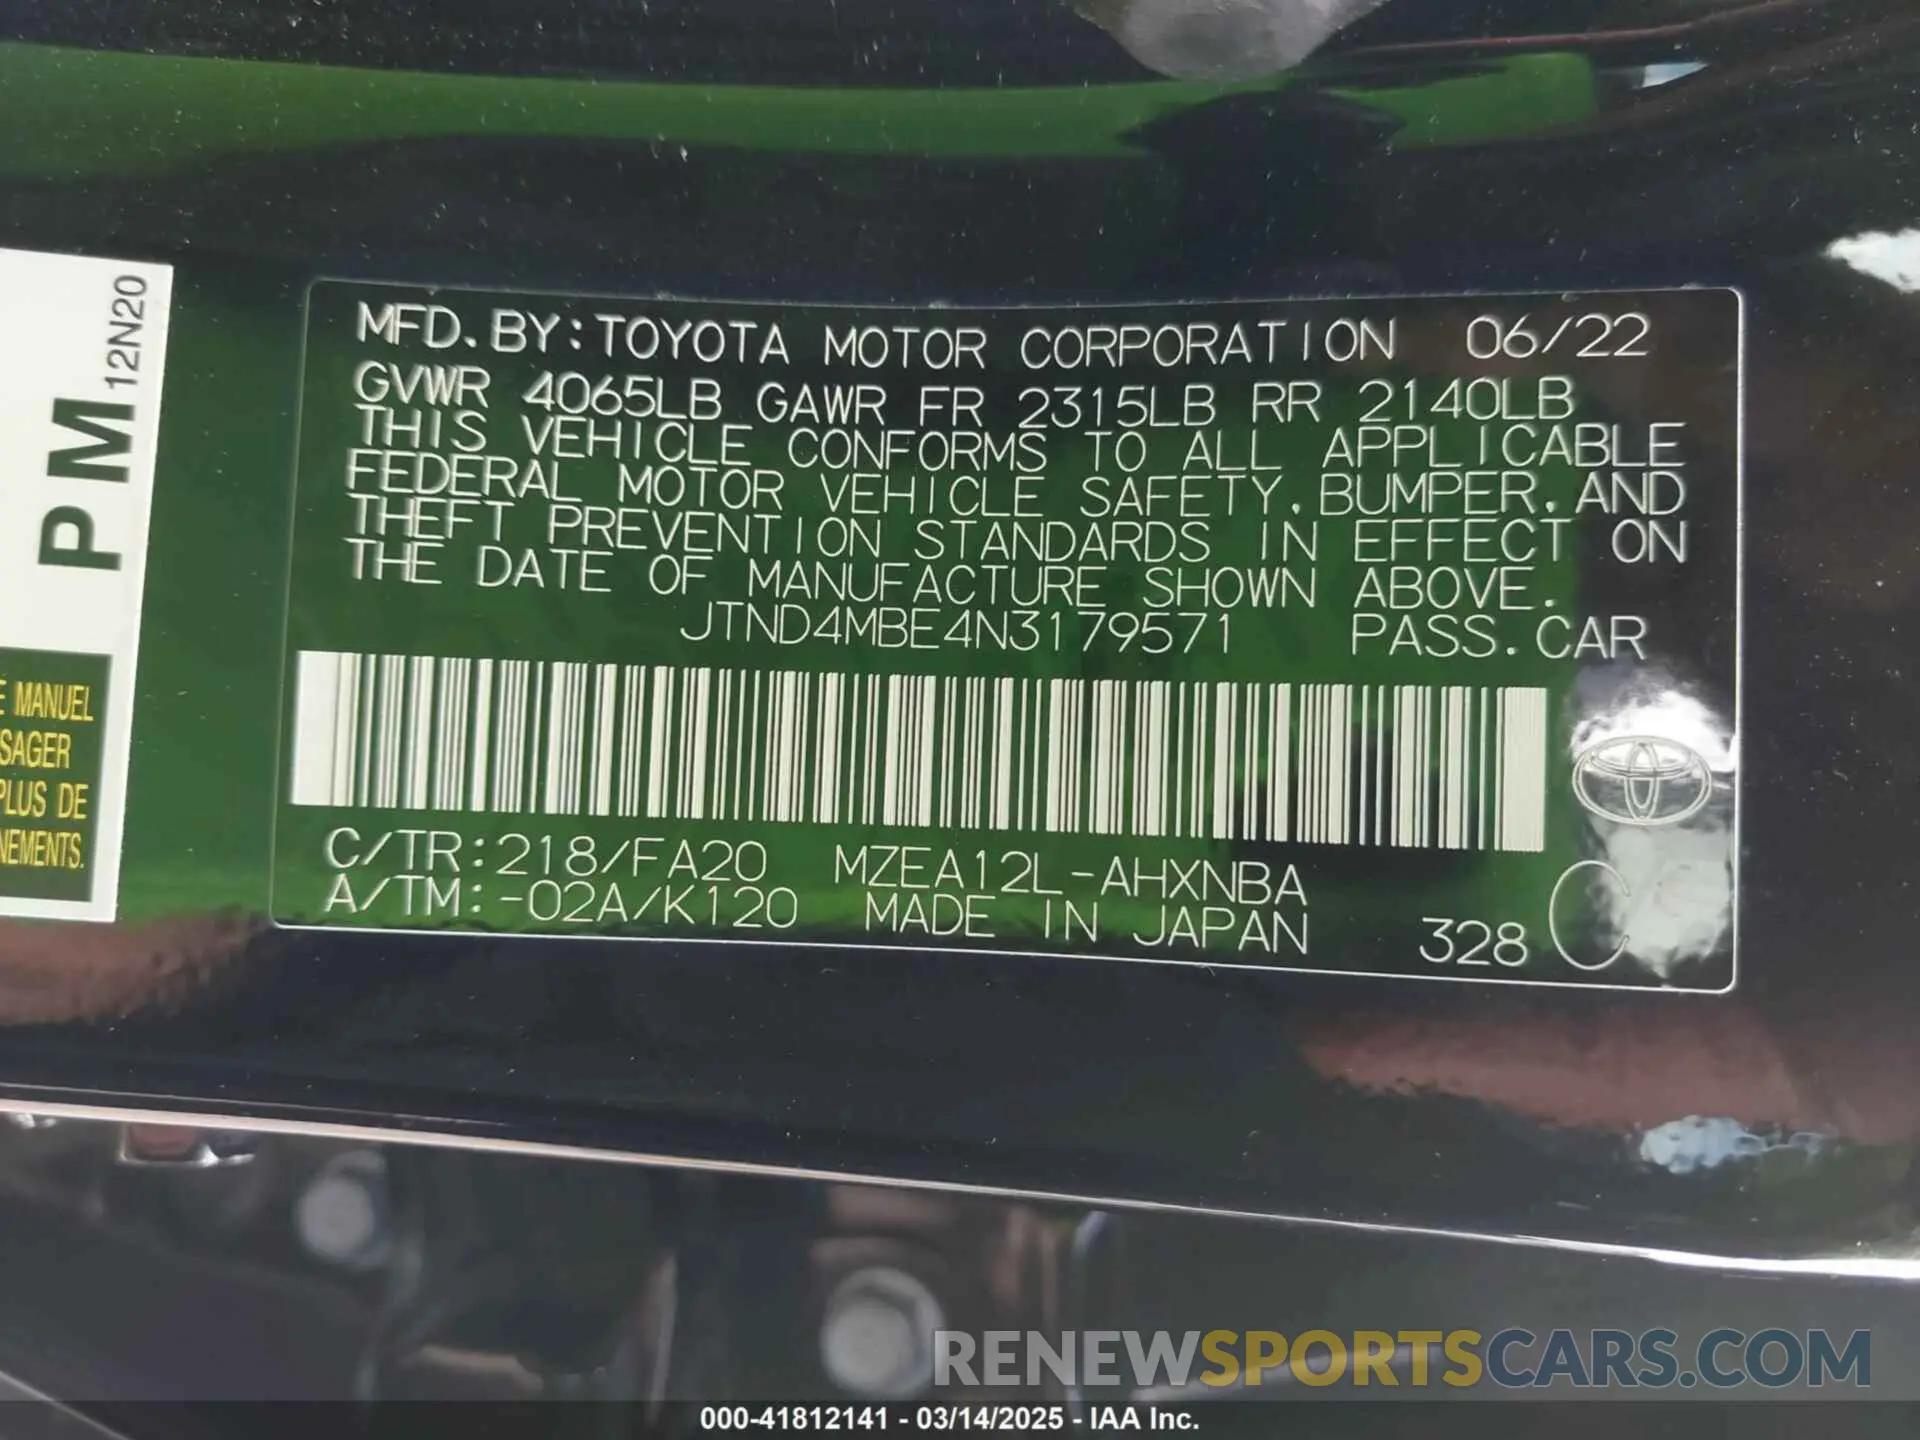 MFD. BY: TOYOTA MOTOR CORPORATION 06/22
GVWR 4065LB GAWR FR 2315LB RR 2140LB
THIS VEHICLE CONFORMS TO ALL APPLICABLE
FEDERAL MOTOR VEHICLE SAFETY. BUMPER. AND
THEFT PREVENTION STANDARDS IN EFFECT ON
THE DATE OF MANUFACTURE SHOWN ABOVE.
JTND4MBE4N3179571 PASS. CAR
C/TR:218/FA20 MZEA12L-AHXNBA
A/TM:-02A/K120 MADE IN JAPAN 328 C
PM 12N20
E MANUEL
SAGER
PLUS DE
NEMENTS.
RENEWSPORTSCARS.COM
000-41812141 - 03/14/2025 - IAA Inc.